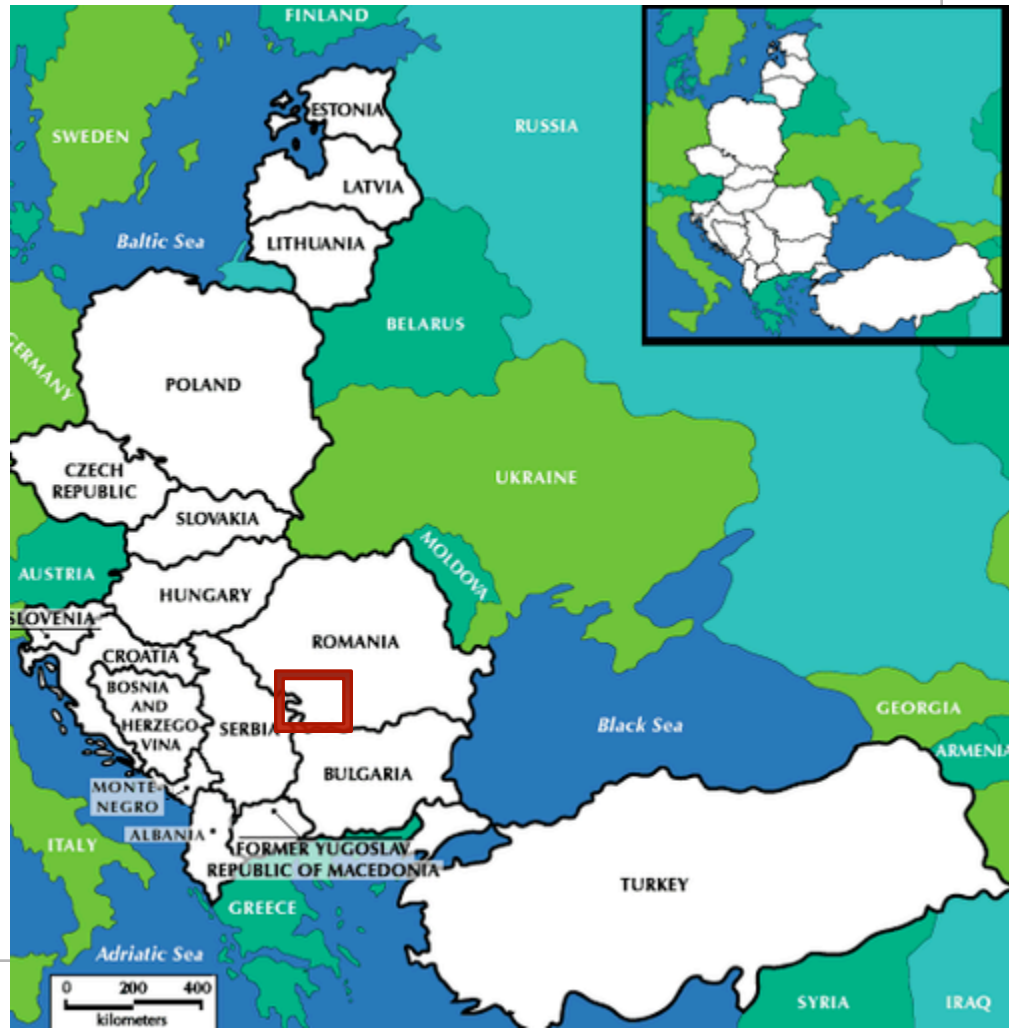 FINLAND
ESTONIA
SWEDEN
RUSSIA
LATVIA
Baltic Sea
LITHUANIA
BELARUS
GERMANY
POLAND
CZECH
REPUBLIC
UKRAINE
SLOVAKIA
MOLDOVA
AUSTRIA
HUNGARY
SLOVENIA
ROMANIA
CROATIA
BOSNIA
AND
HERZEGO
VINA
SERBIA
Black Sea
GEORGIA
ARMENIA
BULGARIA
MONTE-
NEGRO
ALBANIA
ITALY
FORMER YUGOSLAV
REPUBLIC OF MACEDONIA
TURKEY
GREECE
Adriatic Sea
0 200 400
kilometers
SYRIA
IRAQ